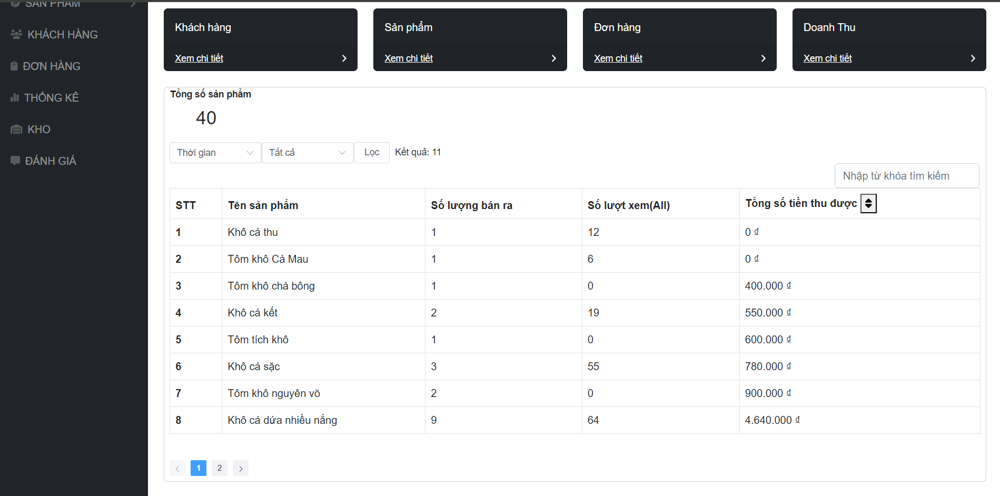 SẢN PHẨM
KHÁCH HÀNG
ĐƠN HÀNG
THỐNG KÊ
KHO
ĐÁNH GIÁ
Khách hàng
Xem chi tiết
Sản phẩm
Xem chi tiết
Đơn hàng
Xem chi tiết
Doanh Thu
Xem chi tiết
Tổng số sản phẩm
40
Thời gian Tất cả Lọc Kết quả: 11
Nhập từ khóa tìm kiếm
STT Tên sản phẩm Số lượng bán ra Số lượt xem(All) Tổng số tiền thu được
1 Khô cá thu 1 12 0 ₫
2 Tôm khô Cà Mau 1 6 0 ₫
3 Tôm khô chà bông 1 0 400.000 ₫
4 Khô cá kết 2 19 550.000 ₫
5 Tôm tích khô 1 0 600.000 ₫
6 Khô cá sặc 3 55 780.000 ₫
7 Tôm khô nguyên võ 2 0 900.000 ₫
8 Khô cá dứa nhiều nắng 9 64 4.640.000 ₫
1 2